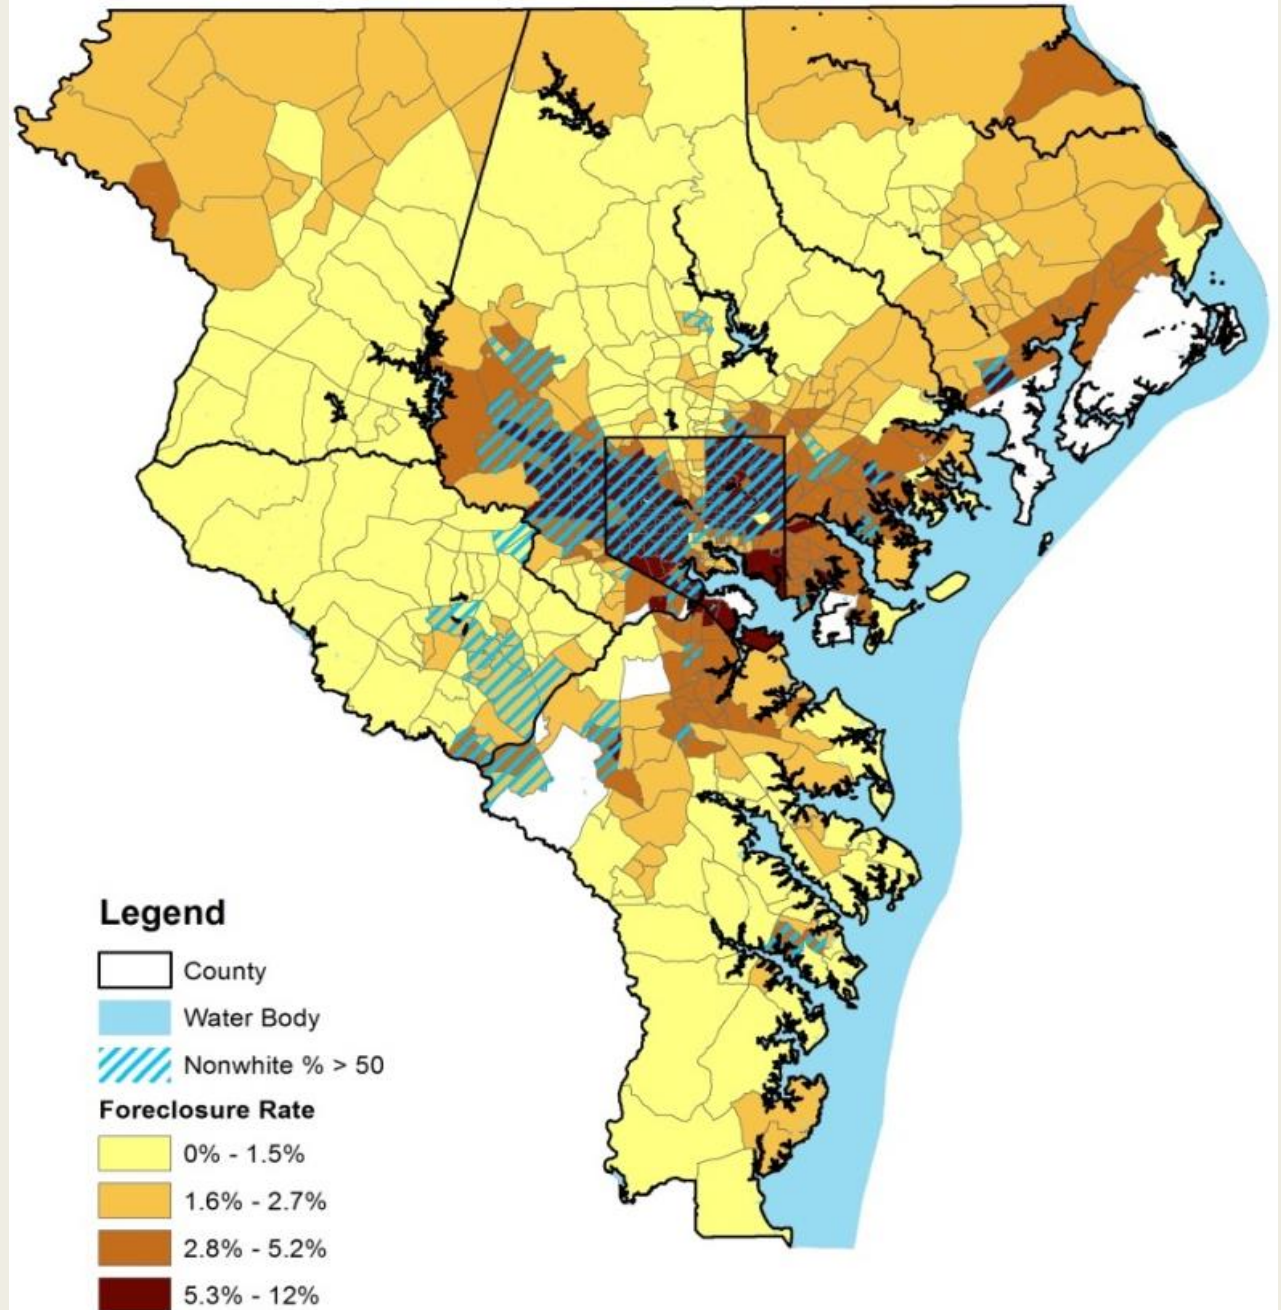 Legend
County
Water Body
Nonwhite % > 50
Foreclosure Rate
0% - 1.5%
1.6% - 2.7%
2.8% - 5.2%
5.3% - 12%